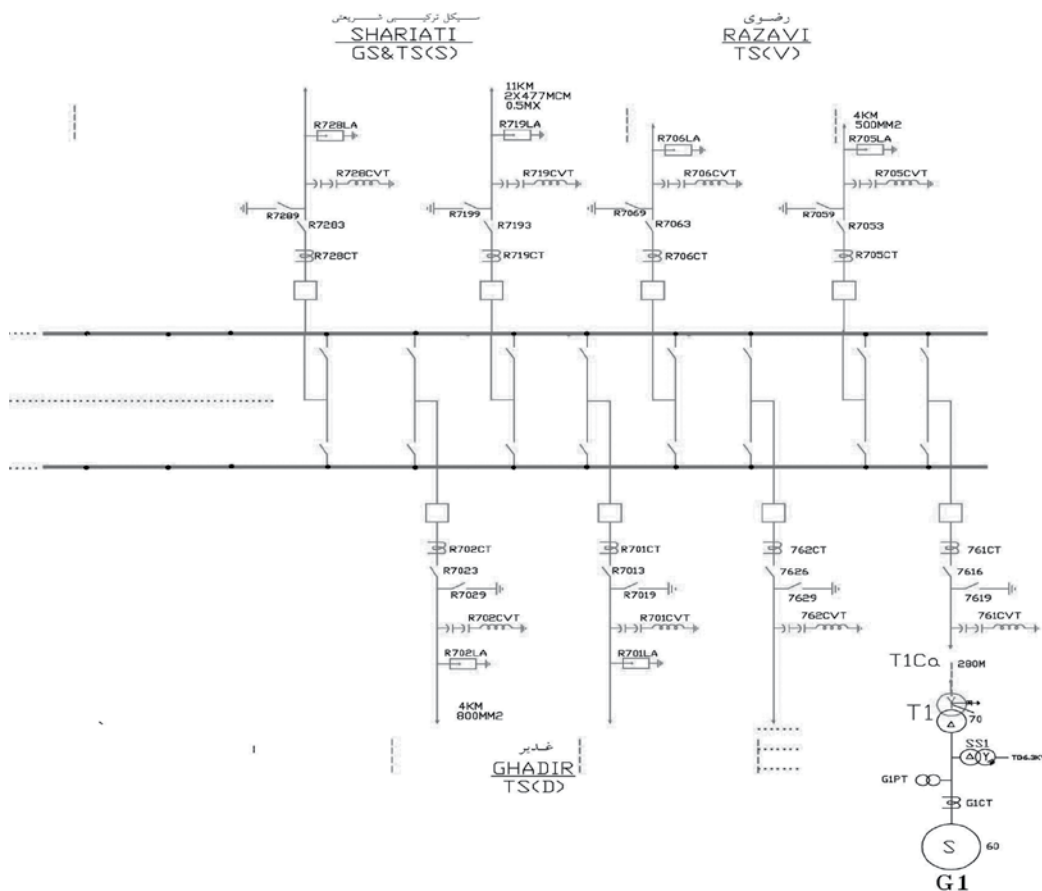 سیکل ترکیبی شریعتی
SHARIATI
GS&TS(S)
رضوی
RAZAVI
TS(V)
11KM
2X477MCM
0.5MX
4KM
500MM2
R728LA
R719LA
R706LA
R705LA
R728CVT
R719CVT
R706CVT
R705CVT
R7289
R7283
R7199
R7193
R7069
R7063
R7059
R7053
R728CT
R719CT
R706CT
R705CT
R702CT
R701CT
762CT
761CT
R7023
R7013
7626
7616
R7029
R7019
7629
7619
R702CVT
R701CVT
762CVT
761CVT
R702LA
R701LA
T1Ca
280M
4KM
800MM2
T1
70
غدیر
GHADIR
TS(D)
SS1
G1PT
G1CT
S
60
G1